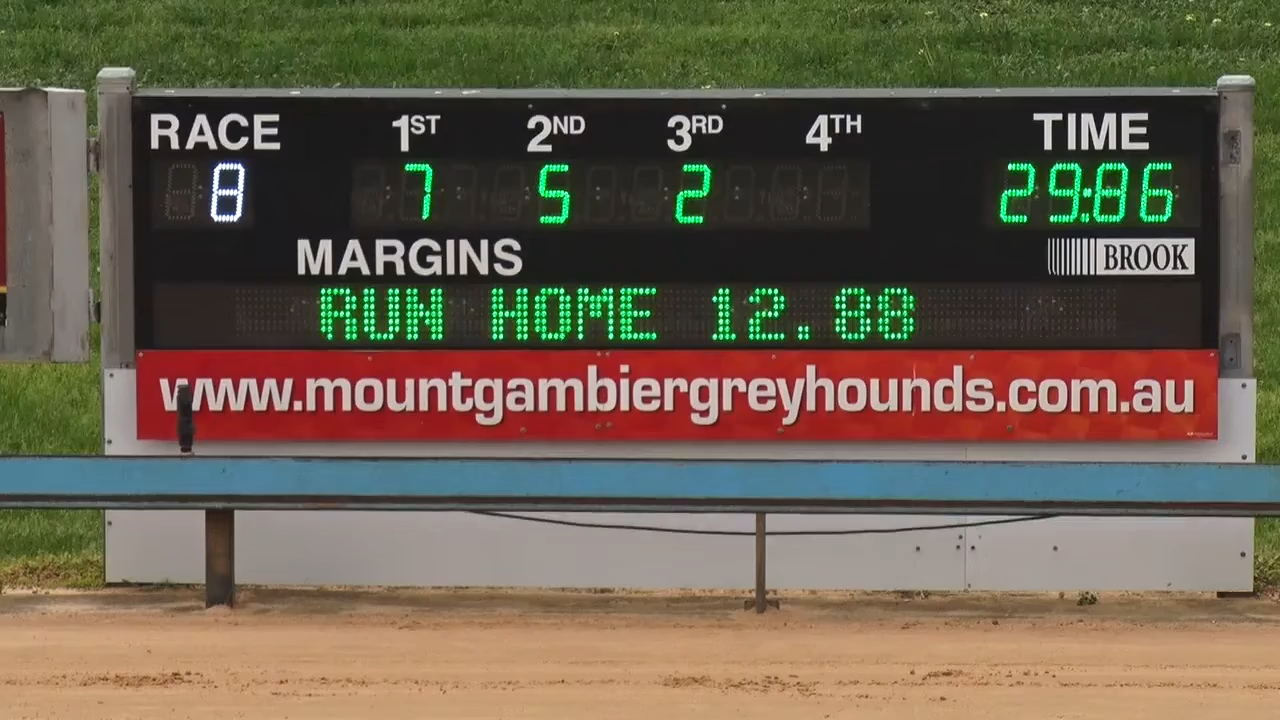 RACE 1ST 2ND 3RD 4TH TIME
8 7 5 2 29:86
MARGINS BROOK
RUN HOME 12.88
www.mountgambiergreyhounds.com.au